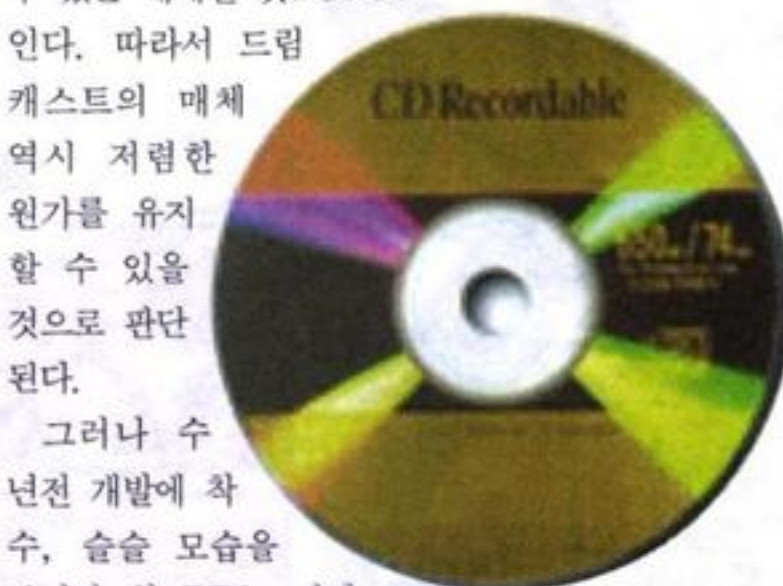 인다. 따라서 드림
캐스트의 매체
역시 저렴한
원가를 유지
할 수 있을
것으로 판단
된다.
그러나 수
년전 개발에 착
수, 슬슬 모습을
CD Recordable
650 / 74